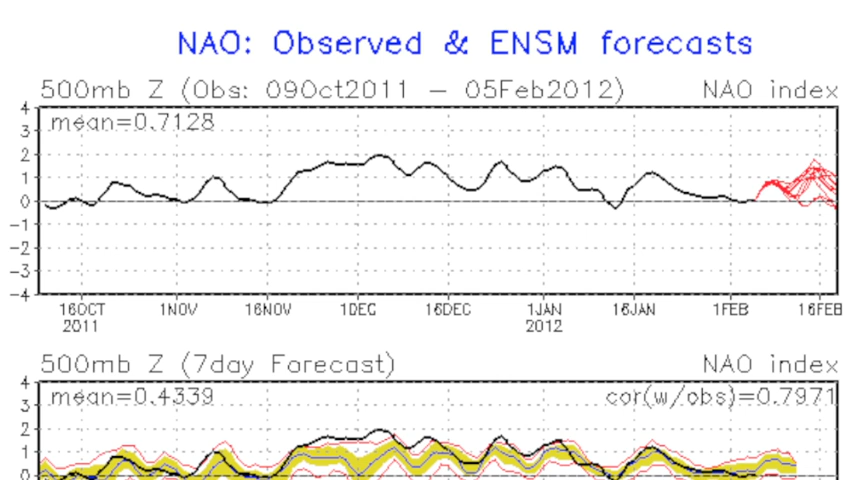 NAO: Observed & ENSM forecasts
500mb Z (Obs: 09Oct2011 – 05Feb2012) NAO index
mean=0.7128
4
3
2
1
0
-1
-2
-3
-4
16OCT 1NOV 16NOV 1DEC 16DEC 1JAN 16JAN 1FEB 16FEB
2011 2012
500mb Z (7day Forecast) NAO index
mean=0.4339 cor(w/obs)=0.7971
4
3
2
1
0